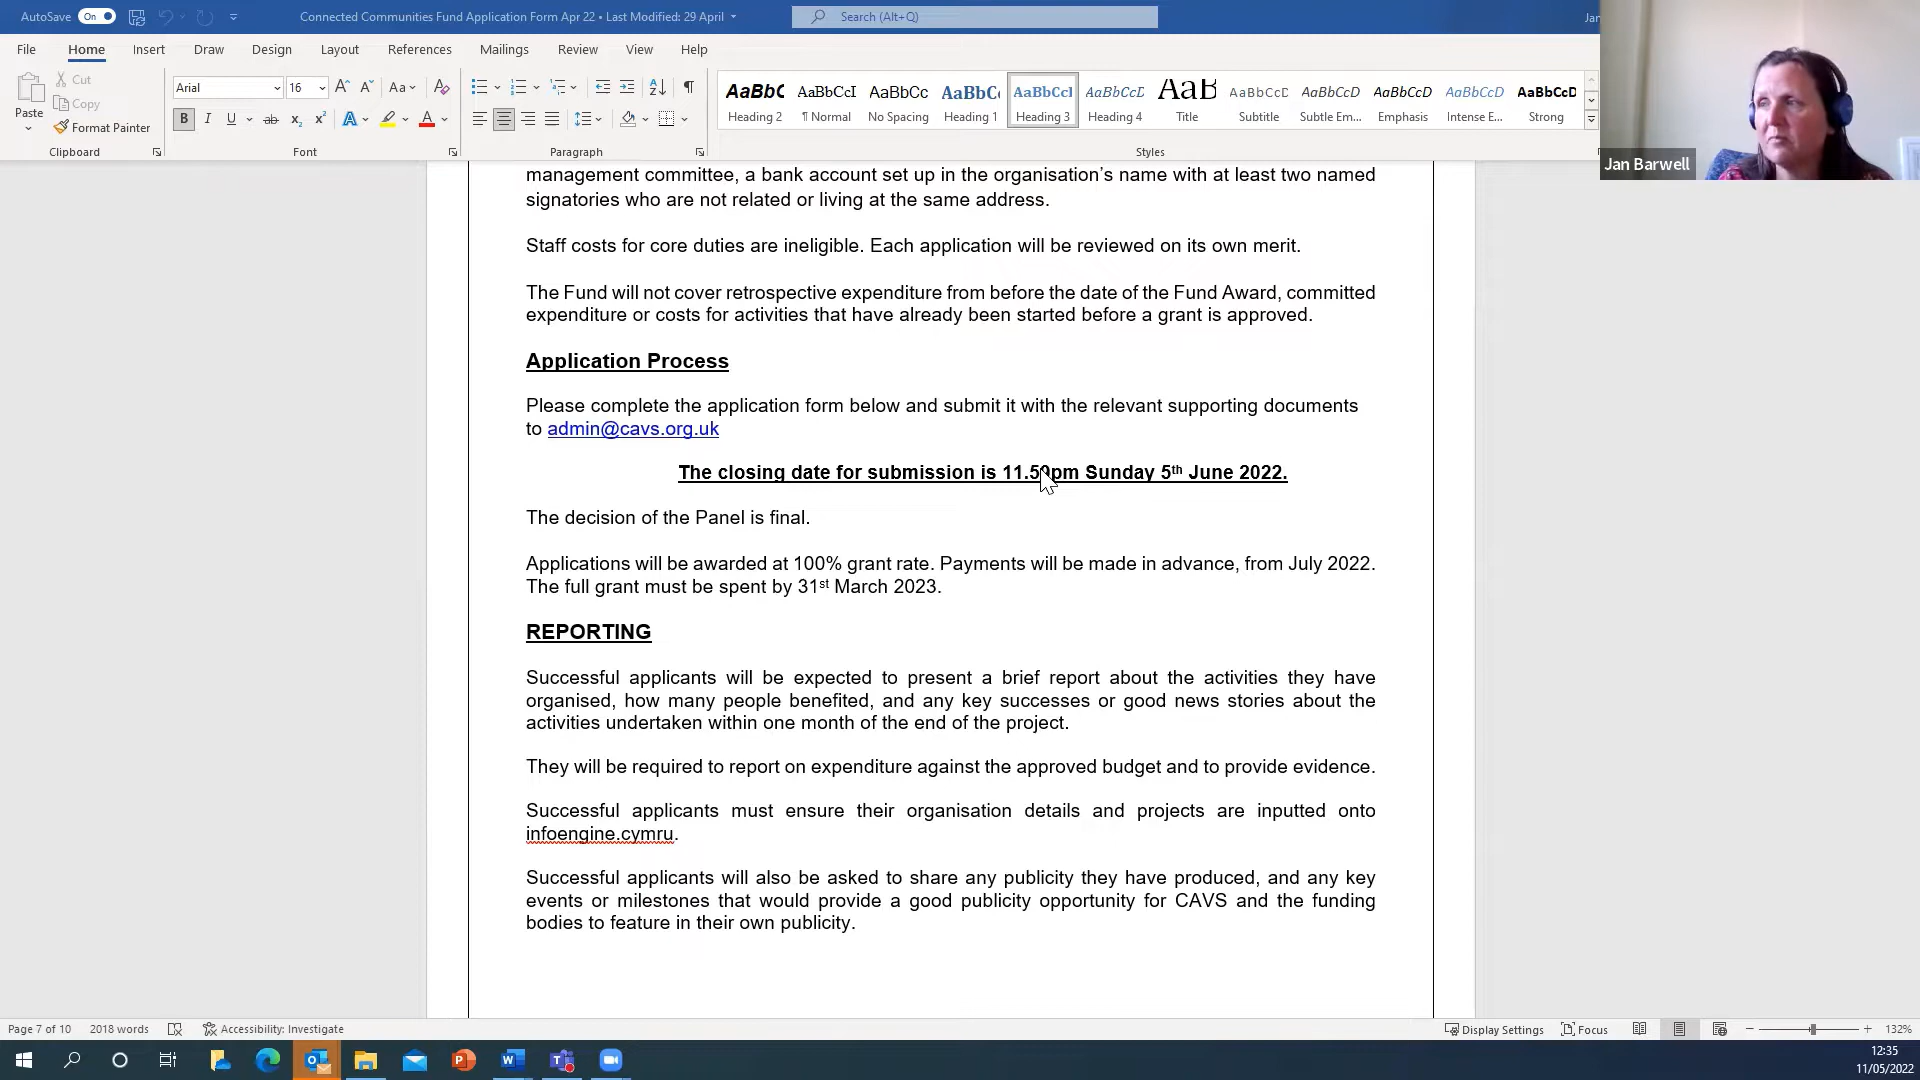 AutoSave On Connected Communities Fund Application Form Apr 22 • Last Modified: 29 April Search (Alt+Q)
File Home Insert Draw Design Layout References Mailings Review View Help
Paste Cut Copy Format Painter
Arial 16
AaBbC AaBbCcI AaBbCc AaBbC AaBbCcI AaBbCcD AaB AaBbCcD AaBbCcD AaBbCcD AaBbCcD AaBbCcD
Heading 2 ¶ Normal No Spacing Heading 1 Heading 3 Heading 4 Title Subtitle Subtle Em... Emphasis Intense E... Strong
Clipboard Font Paragraph Styles
Jan Barwell
management committee, a bank account set up in the organisation's name with at least two named
signatories who are not related or living at the same address.
Staff costs for core duties are ineligible. Each application will be reviewed on its own merit.
The Fund will not cover retrospective expenditure from before the date of the Fund Award, committed
expenditure or costs for activities that have already been started before a grant is approved.
Application Process
Please complete the application form below and submit it with the relevant supporting documents
to admin@cavs.org.uk
The closing date for submission is 11.59pm Sunday 5th June 2022.
The decision of the Panel is final.
Applications will be awarded at 100% grant rate. Payments will be made in advance, from July 2022.
The full grant must be spent by 31st March 2023.
REPORTING
Successful applicants will be expected to present a brief report about the activities they have
organised, how many people benefited, and any key successes or good news stories about the
activities undertaken within one month of the end of the project.
They will be required to report on expenditure against the approved budget and to provide evidence.
Successful applicants must ensure their organisation details and projects are inputted onto
infoengine.cymru.
Successful applicants will also be asked to share any publicity they have produced, and any key
events or milestones that would provide a good publicity opportunity for CAVS and the funding
bodies to feature in their own publicity.
Page 7 of 10 2018 words Accessibility: Investigate Display Settings Focus 132%
12:35
11/05/2022